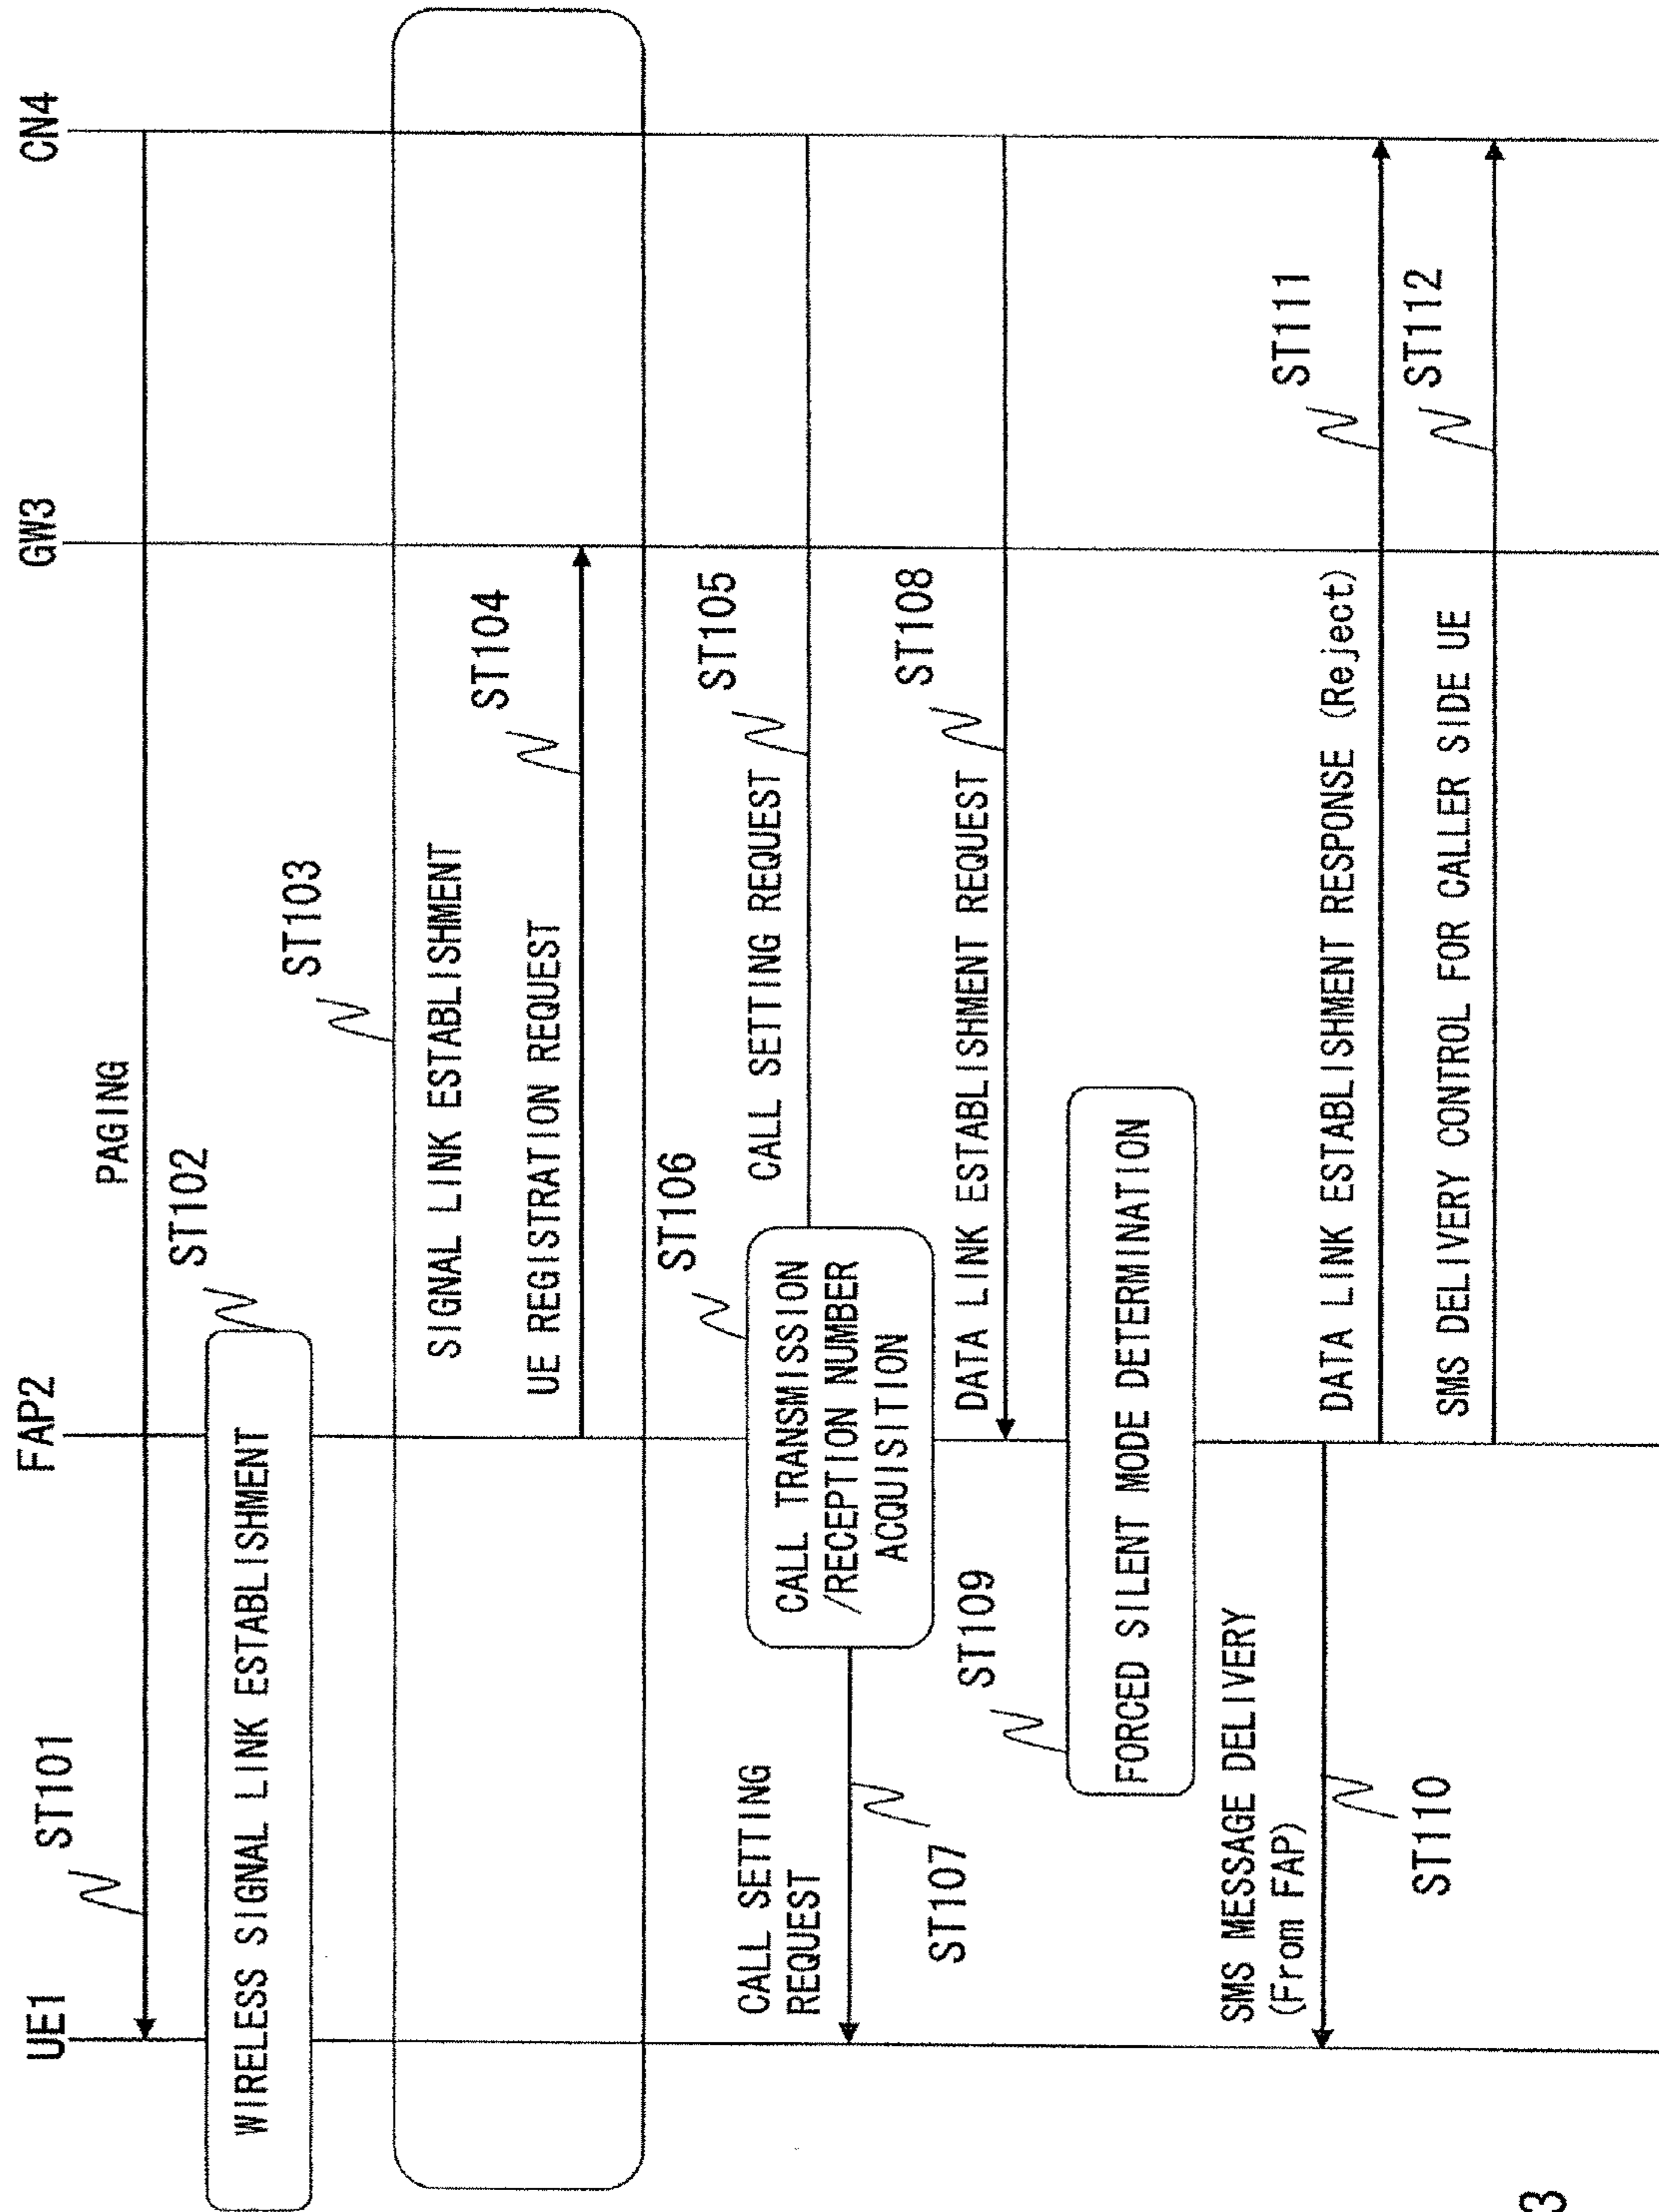 UE1
FAP2
GW3
CN4
ST101
PAGING
ST102
WIRELESS SIGNAL LINK ESTABLISHMENT
ST103
SIGNAL LINK ESTABLISHMENT
ST104
UE REGISTRATION REQUEST
ST106
ST105
CALL SETTING REQUEST
CALL TRANSMISSION
/RECEPTION NUMBER
ACQUISITION
CALL SETTING
REQUEST
ST107
ST108
DATA LINK ESTABLISHMENT REQUEST
ST109
FORCED SILENT MODE DETERMINATION
SMS MESSAGE DELIVERY
(From FAP)
ST110
ST111
DATA LINK ESTABLISHMENT RESPONSE (Reject)
ST112
SMS DELIVERY CONTROL FOR CALLER SIDE UE
3